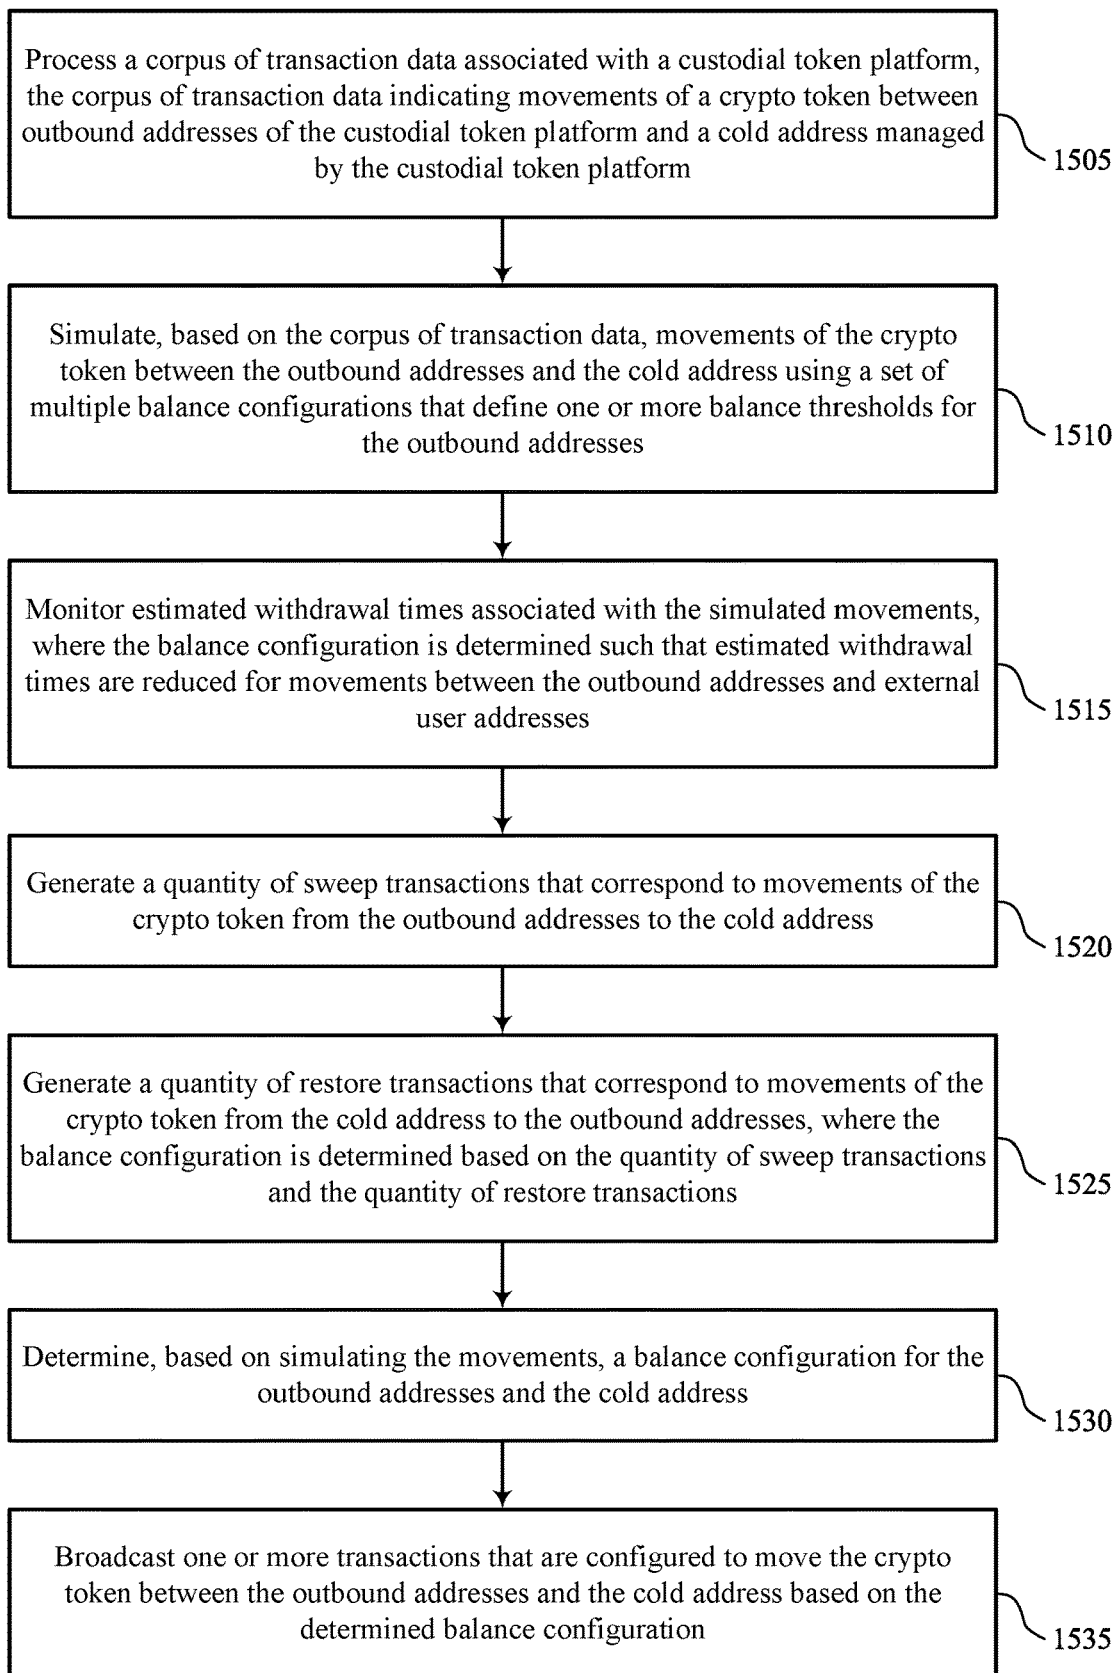 Process a corpus of transaction data associated with a custodial token platform,
the corpus of transaction data indicating movements of a crypto token between
outbound addresses of the custodial token platform and a cold address managed
by the custodial token platform
1505
Simulate, based on the corpus of transaction data, movements of the crypto
token between the outbound addresses and the cold address using a set of
multiple balance configurations that define one or more balance thresholds for
the outbound addresses
1510
Monitor estimated withdrawal times associated with the simulated movements,
where the balance configuration is determined such that estimated withdrawal
times are reduced for movements between the outbound addresses and external
user addresses
1515
Generate a quantity of sweep transactions that correspond to movements of the
crypto token from the outbound addresses to the cold address
1520
Generate a quantity of restore transactions that correspond to movements of the
crypto token from the cold address to the outbound addresses, where the
balance configuration is determined based on the quantity of sweep transactions
and the quantity of restore transactions
1525
Determine, based on simulating the movements, a balance configuration for the
outbound addresses and the cold address
1530
Broadcast one or more transactions that are configured to move the crypto
token between the outbound addresses and the cold address based on the
determined balance configuration
1535